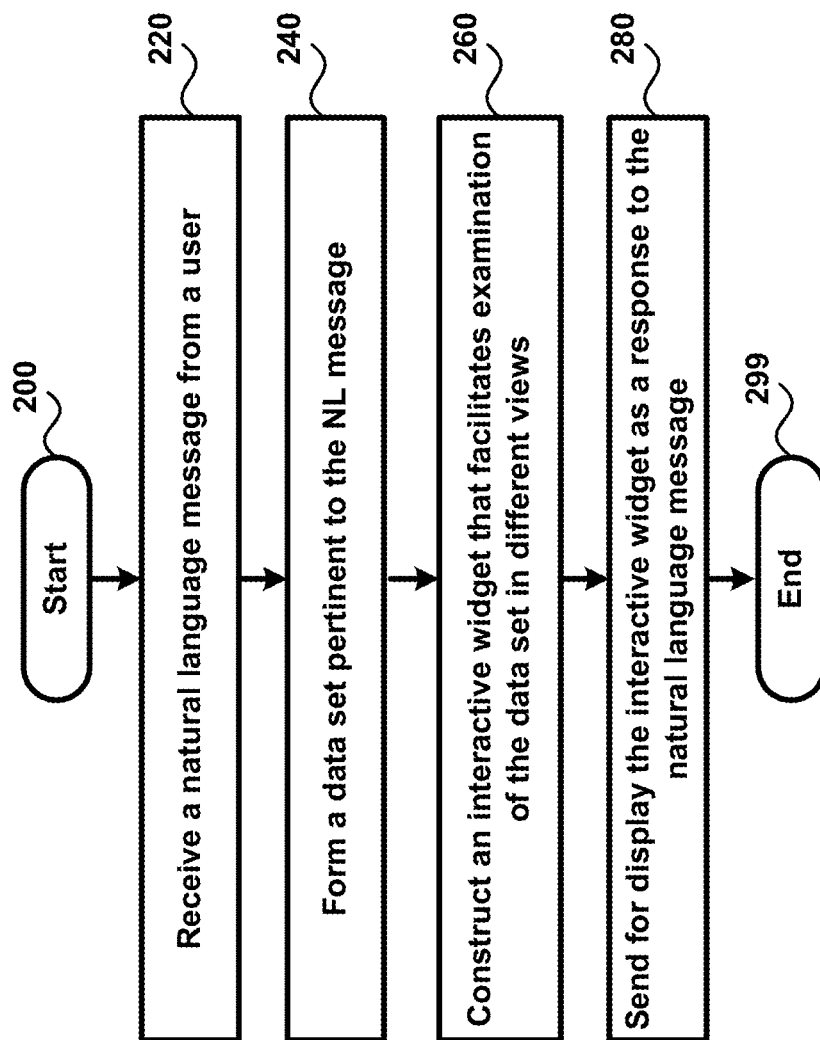 200
Start
220
Receive a natural language message from a user
240
Form a data set pertinent to the NL message
260
Construct an interactive widget that facilitates examination
of the data set in different views
280
Send for display the interactive widget as a response to the
natural language message
299
End